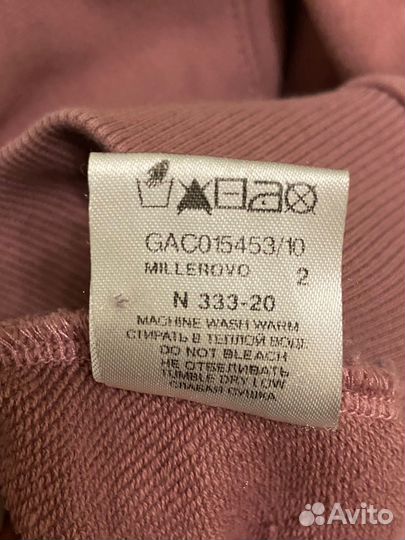 GAC015453/10
MILLEROVO 2
N 333-20
MACHINE WASH WARM
СТИРАТЬ В ТЕПЛОЙ ВОДЕ
DO NOT BLEACH
НЕ ОТБЕЛИВАТЬ
TUMBLE DRY LOW
СЛАБАЯ СУШКА
Avito